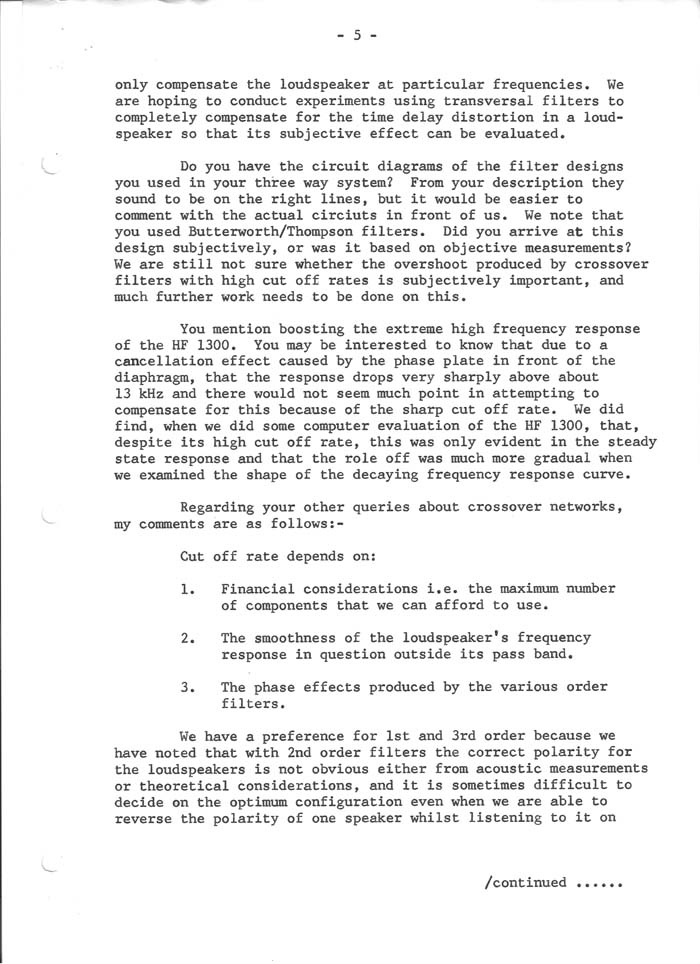 - 5 -
only compensate the loudspeaker at particular frequencies. We
are hoping to conduct experiments using transversal filters to
completely compensate for the time delay distortion in a loud-
speaker so that its subjective effect can be evaluated.
Do you have the circuit diagrams of the filter designs
you used in your three way system? From your description they
sound to be on the right lines, but it would be easier to
comment with the actual circiuts in front of us. We note that
you used Butterworth/Thompson filters. Did you arrive at this
design subjectively, or was it based on objective measurements?
We are still not sure whether the overshoot produced by crossover
filters with high cut off rates is subjectively important, and
much further work needs to be done on this.
You mention boosting the extreme high frequency response
of the HF 1300. You may be interested to know that due to a
cancellation effect caused by the phase plate in front of the
diaphragm, that the response drops very sharply above about
13 kHz and there would not seem much point in attempting to
compensate for this because of the sharp cut off rate. We did
find, when we did some computer evaluation of the HF 1300, that,
despite its high cut off rate, this was only evident in the steady
state response and that the role off was much more gradual when
we examined the shape of the decaying frequency response curve.
Regarding your other queries about crossover networks,
my comments are as follows:-
Cut off rate depends on:
1. Financial considerations i.e. the maximum number
of components that we can afford to use.
2. The smoothness of the loudspeaker's frequency
response in question outside its pass band.
3. The phase effects produced by the various order
filters.
We have a preference for 1st and 3rd order because we
have noted that with 2nd order filters the correct polarity for
the loudspeakers is not obvious either from acoustic measurements
or theoretical considerations, and it is sometimes difficult to
decide on the optimum configuration even when we are able to
reverse the polarity of one speaker whilst listening to it on
/continued ......